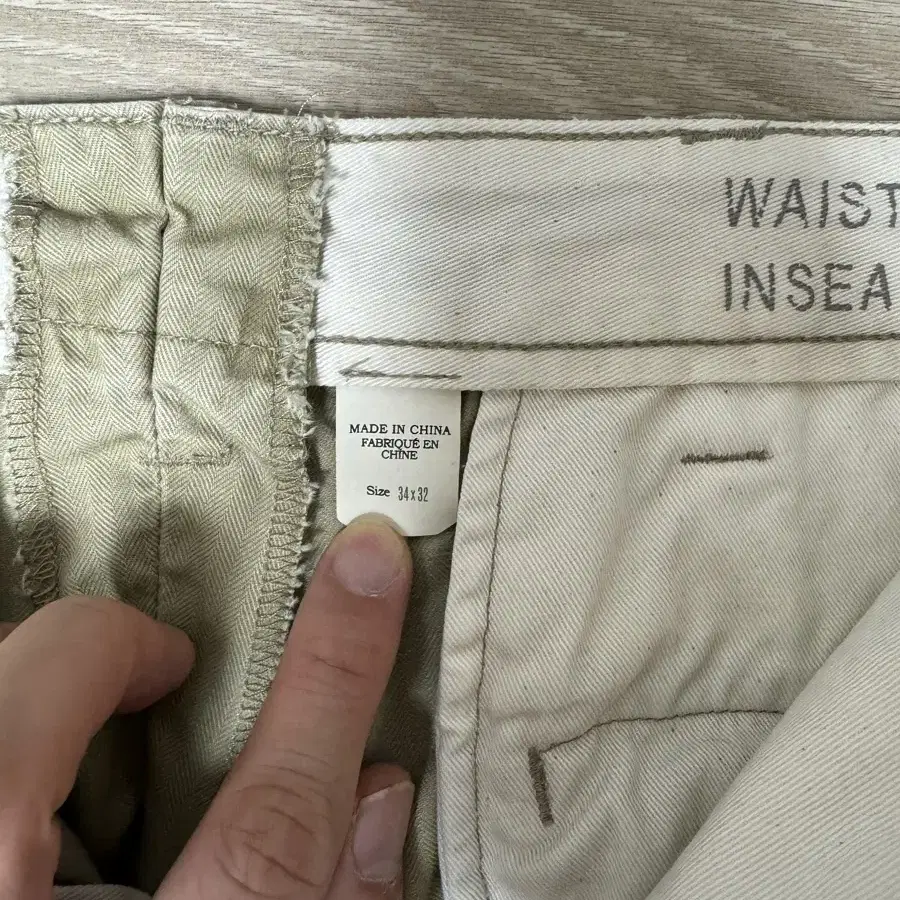 WAIST
INSEA
MADE IN CHINA
FABRIQUÉ EN
CHINE
Size 34x32